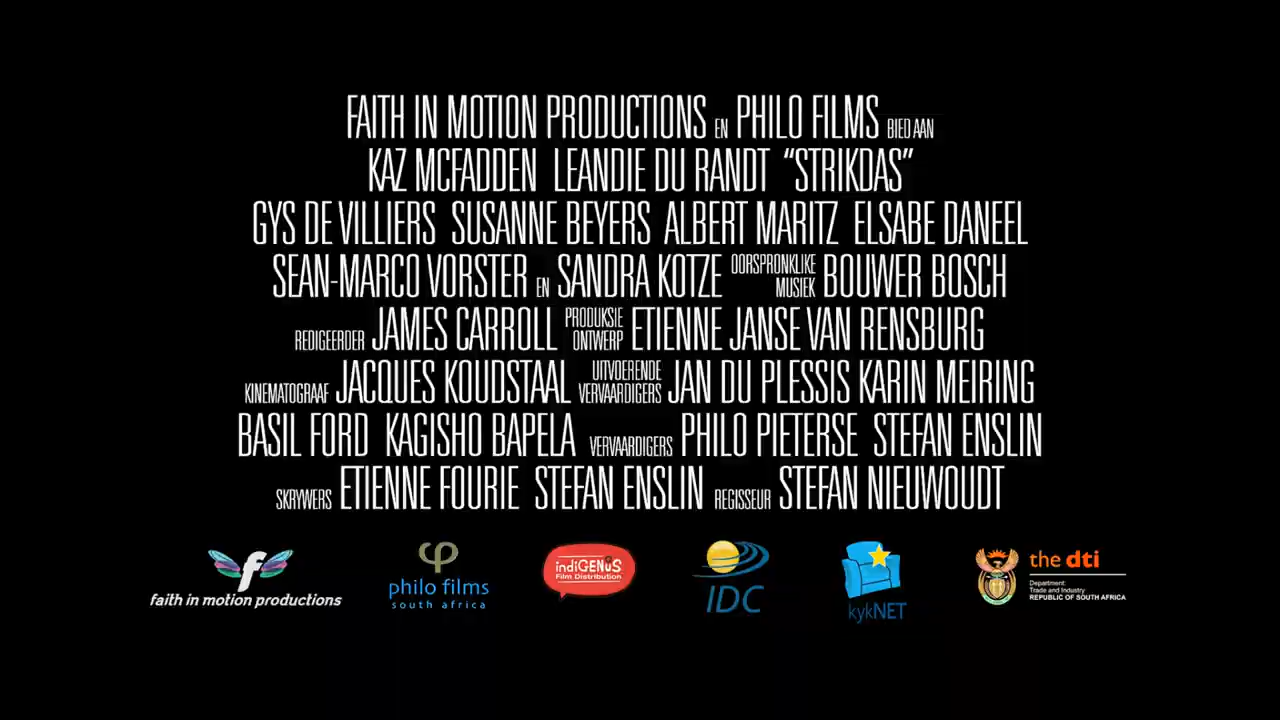 FAITH IN MOTION PRODUCTIONS EN PHILO FILMS BIED AAN
KAZ MCFADDEN LEANDIE DU RANDT “STRIKDAS”
GYS DE VILLIERS SUSANNE BEYERS ALBERT MARITZ ELSABE DANEEL
SEAN-MARCO VORSTER EN SANDRA KOTZE OORSPRONKLIKE MUSIEK BOUWER BOSCH
REDIGEERDER JAMES CARROLL PRODUKSIE ONTWERP ETIENNE JANSE VAN RENSBURG
KINEMATOGRAAF JACQUES KOUDSTAAL UITVOERENDE VERVAARDIGERS JAN DU PLESSIS KARIN MEIRING
BASIL FORD KAGISHO BAPELA VERVAARDIGERS PHILO PIETERSE STEFAN ENSLIN
SKRYWERS ETIENNE FOURIE STEFAN ENSLIN REGISSEUR STEFAN NIEUWOUDT
f
faith in motion productions
philo films
south africa
indiGENuS
Film Distribution
IDC
kykNET
the dti
Department:
Trade and Industry
REPUBLIC OF SOUTH AFRICA